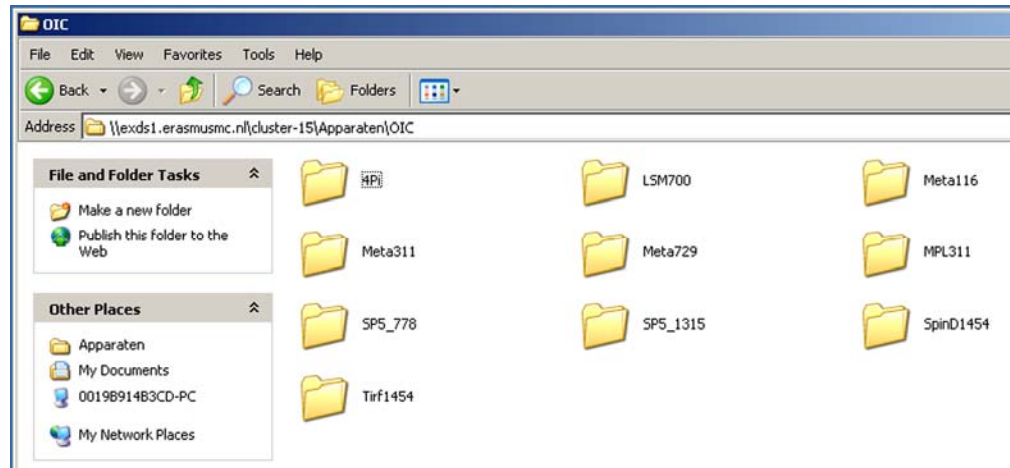 OIC
File Edit View Favorites Tools Help
Back Search Folders
Address \\exds1.erasmusmc.nl\cluster-15\Apparaten\OIC
File and Folder Tasks
Make a new folder
Publish this folder to the
Web
Other Places
Apparaten
My Documents
0019B914B3CD-PC
My Network Places
4Pi LSM700 Meta116
Meta311 Meta729 MPL311
SP5_778 SP5_1315 SpinD1454
Tirf1454